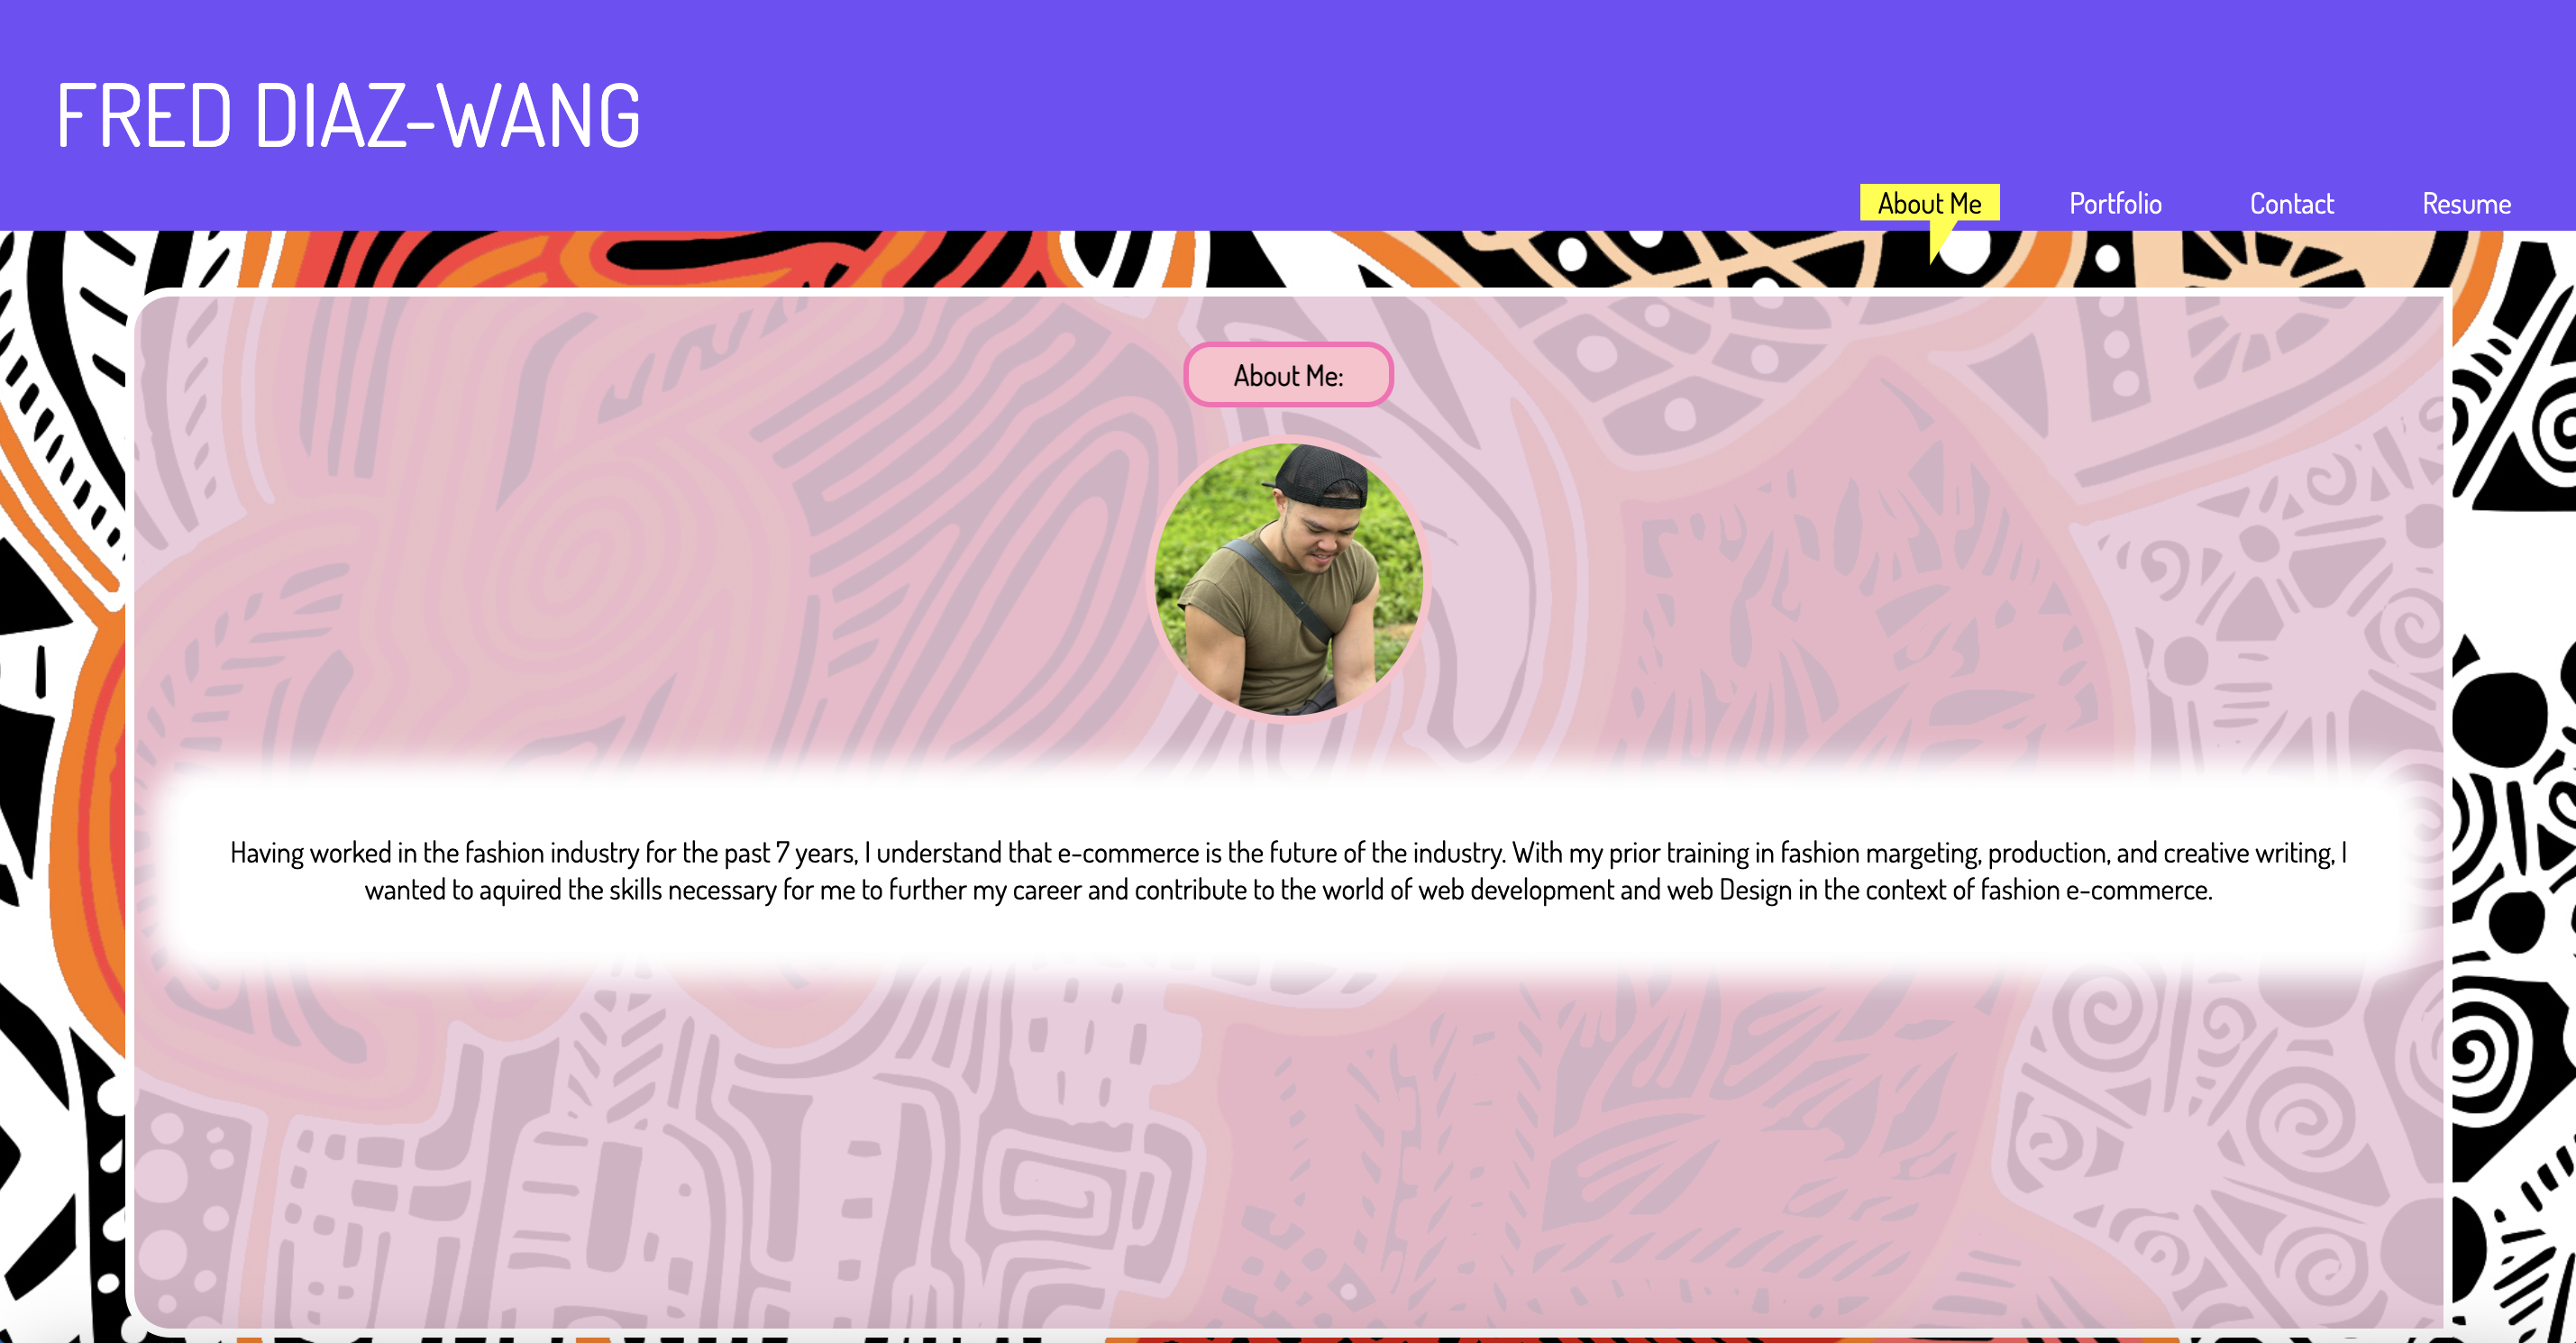 FRED DIAZ-WANG
About Me
Portfolio
Contact
Resume
About Me:
Having worked in the fashion industry for the past 7 years, I understand that e-commerce is the future of the industry. With my prior training in fashion margeting, production, and creative writing, I
wanted to aquired the skills necessary for me to further my career and contribute to the world of web development and web Design in the context of fashion e-commerce.